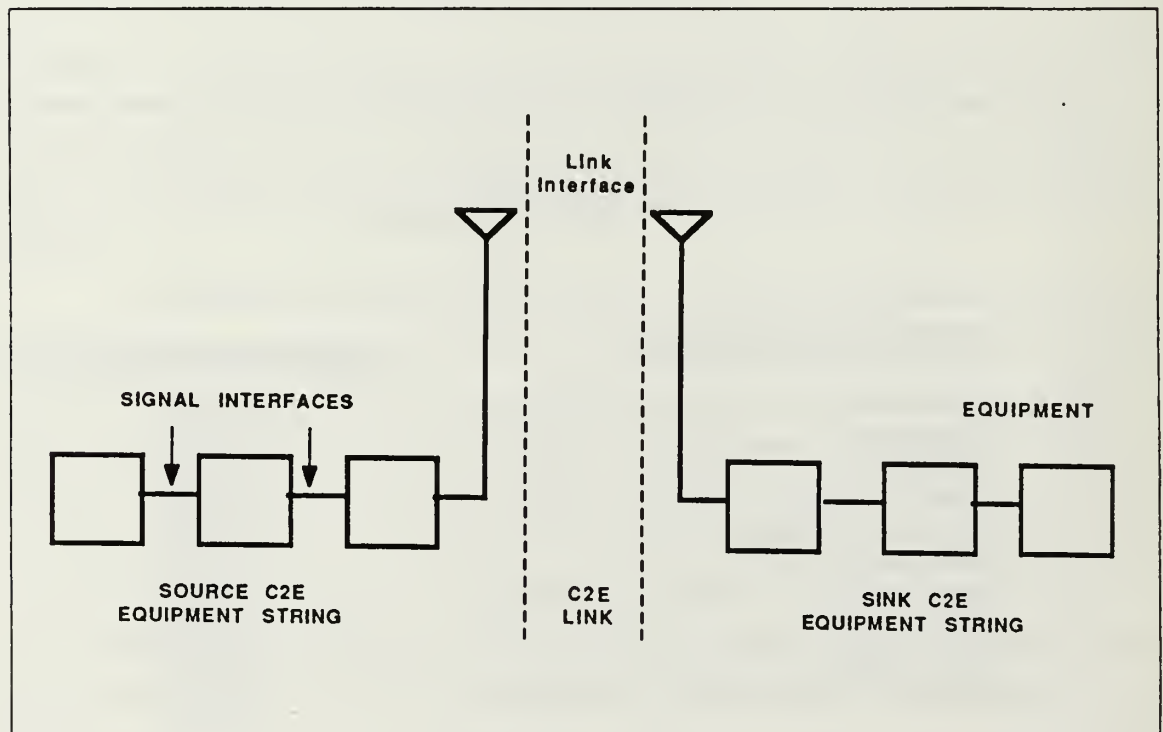 Link
Interface
SIGNAL INTERFACES
EQUIPMENT
SOURCE C2E
EQUIPMENT STRING
C2E
LINK
SINK C2E
EQUIPMENT STRING